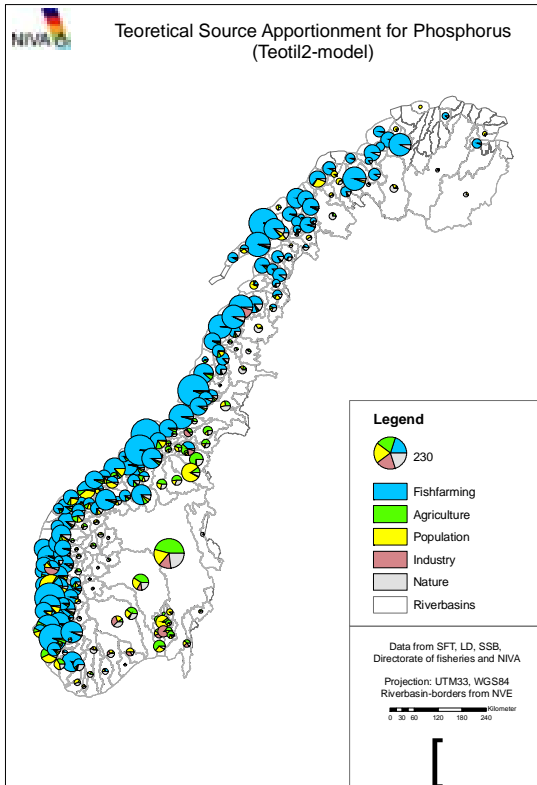 NIVA
Teoretical Source Apportionment for Phosphorus
(Teotil2-model)
Legend
230
Fishfarming
Agriculture
Population
Industry
Nature
Riverbasins
Data from SFT, LD, SSB,
Directorate of fisheries and NIVA
Projection: UTM33, WGS84
Riverbasin-borders from NVE
Kilometer
0 30 60 120 180 240